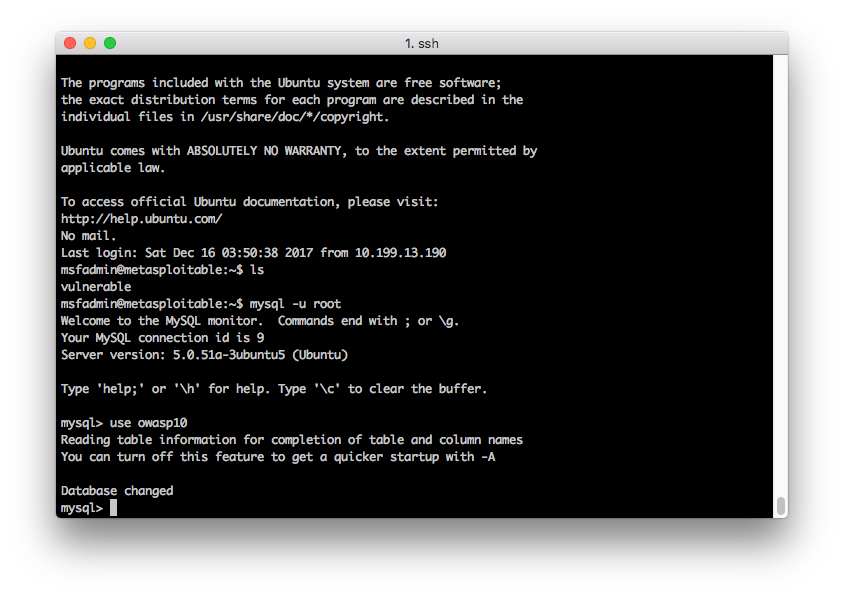 1. ssh
The programs included with the Ubuntu system are free software;
the exact distribution terms for each program are described in the
individual files in /usr/share/doc/*/copyright.
Ubuntu comes with ABSOLUTELY NO WARRANTY, to the extent permitted by
applicable law.
To access official Ubuntu documentation, please visit:
http://help.ubuntu.com/
No mail.
Last login: Sat Dec 16 03:50:38 2017 from 10.199.13.190
msfadmin@metasploitable:~$ ls
vulnerable
msfadmin@metasploitable:~$ mysql -u root
Welcome to the MySQL monitor.  Commands end with ; or \g.
Your MySQL connection id is 9
Server version: 5.0.51a-3ubuntu5 (Ubuntu)
Type 'help;' or '\h' for help. Type '\c' to clear the buffer.
mysql> use owasp10
Reading table information for completion of table and column names
You can turn off this feature to get a quicker startup with -A
Database changed
mysql>